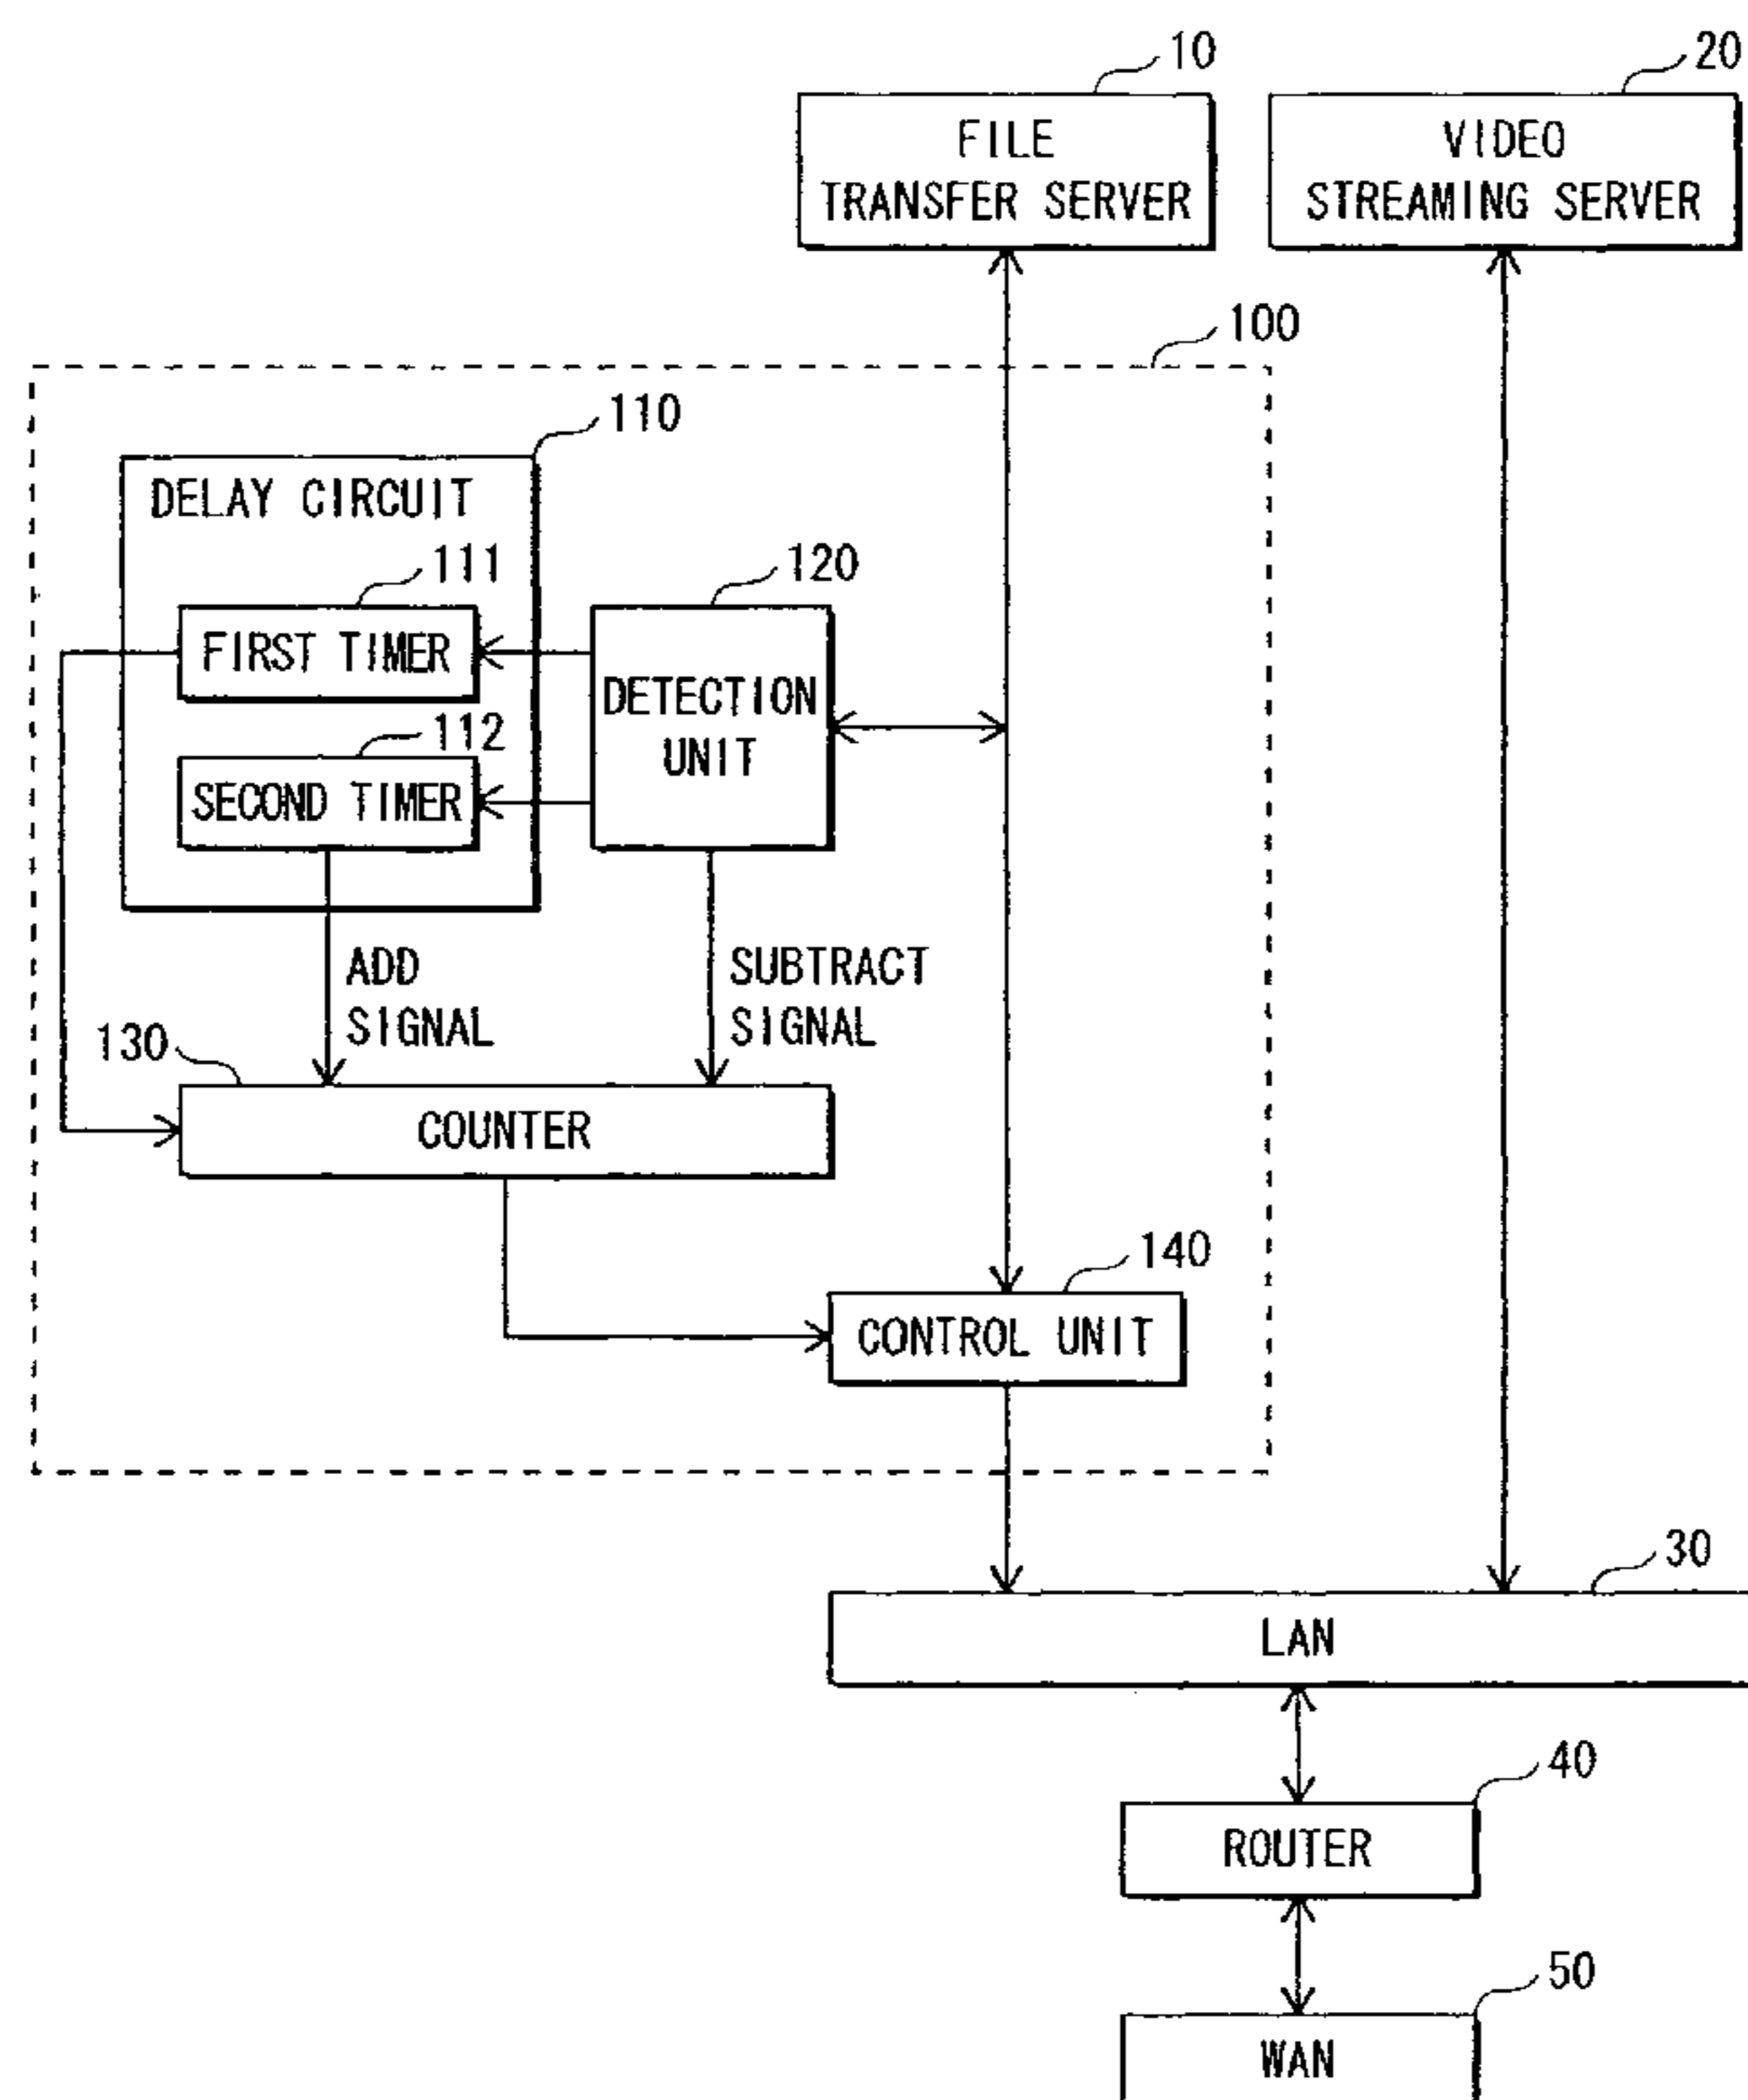 10
20
FILE
TRANSFER SERVER
VIDEO
STREAMING SERVER
100
110
DELAY CIRCUIT
111
120
FIRST TIMER
DETECTION
UNIT
112
SECOND TIMER
ADD
SIGNAL
SUBTRACT
SIGNAL
130
COUNTER
140
CONTROL UNIT
30
LAN
40
ROUTER
50
WAN